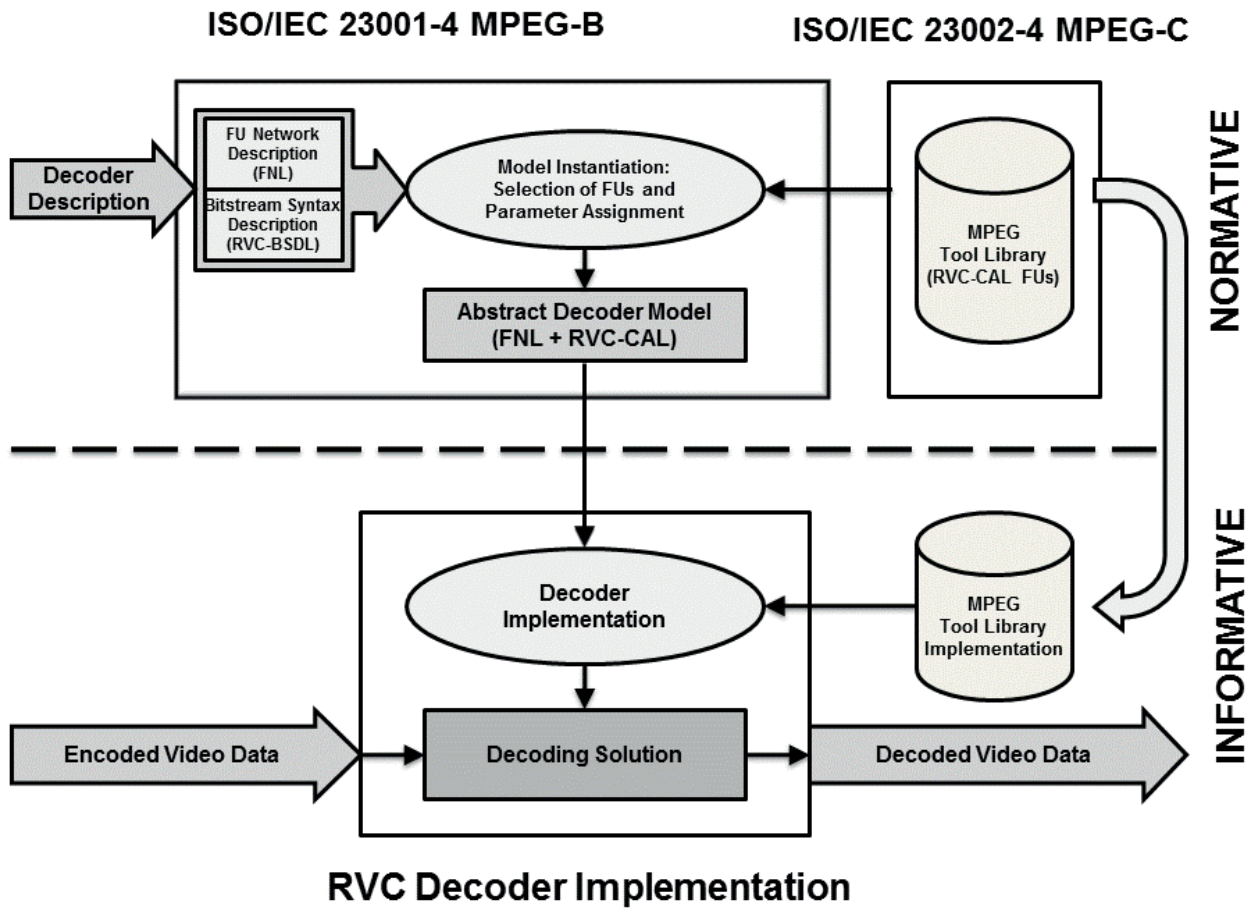 ISO/IEC 23001-4 MPEG-B
ISO/IEC 23002-4 MPEG-C
Decoder
Description
FU Network
Description
(FNL)
Bitstream Syntax
Description
(RVC-BSDL)
Model Instantiation:
Selection of FUs and
Parameter Assignment
Abstract Decoder Model
(FNL + RVC-CAL)
MPEG
Tool Library
(RVC-CAL FUs)
NORMATIVE
Decoder
Implementation
MPEG
Tool Library
Implementation
INFORMATIVE
Encoded Video Data
Decoding Solution
Decoded Video Data
RVC Decoder Implementation